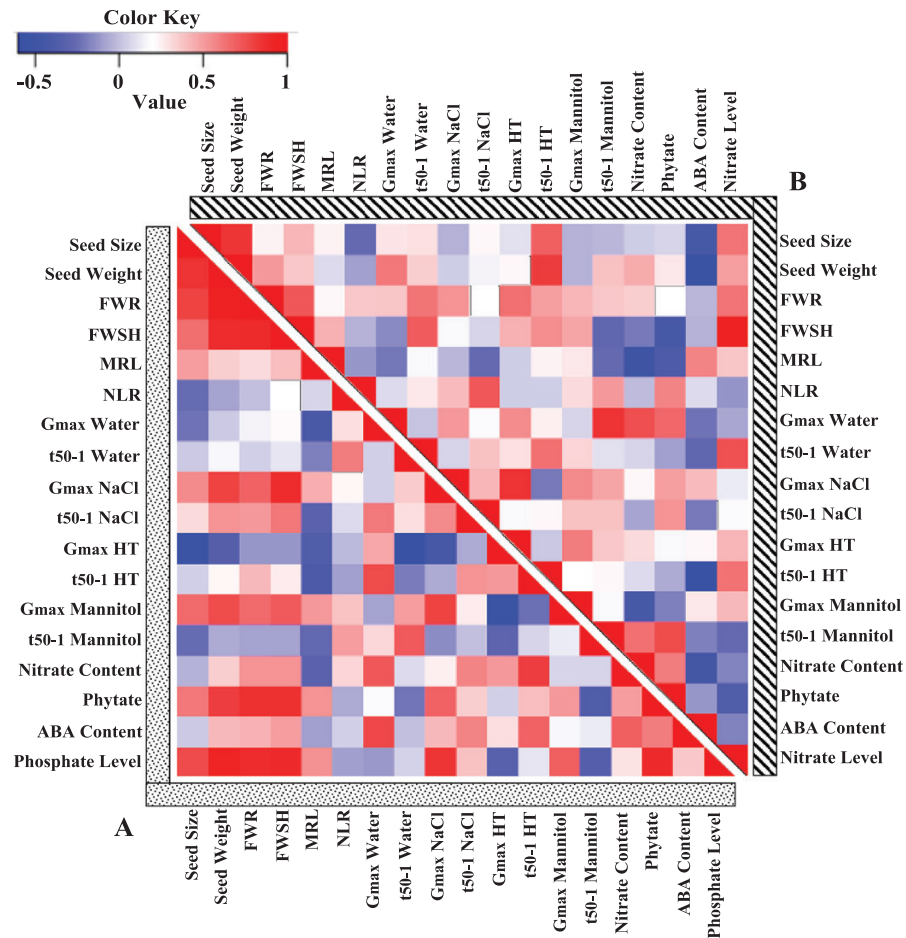 Color Key
-0.5 0 0.5 1
Value
Seed Size
Seed Weight
FWR
FWSH
MRL
NLR
Gmax Water
t50-1 Water
Gmax NaCl
t50-1 NaCl
Gmax HT
t50-1 HT
Gmax Mannitol
t50-1 Mannitol
Nitrate Content
Phytate
ABA Content
Nitrate Level
B
Seed Size
Seed Weight
FWR
FWSH
MRL
NLR
Gmax Water
t50-1 Water
Gmax NaCl
t50-1 NaCl
Gmax HT
t50-1 HT
Gmax Mannitol
t50-1 Mannitol
Nitrate Content
Phytate
ABA Content
Phosphate Level
Seed Size
Seed Weight
FWR
FWSH
MRL
NLR
Gmax Water
t50-1 Water
Gmax NaCl
t50-1 NaCl
Gmax HT
t50-1 HT
Gmax Mannitol
t50-1 Mannitol
Nitrate Content
Phytate
ABA Content
Nitrate Level
A
Seed Size
Seed Weight
FWR
FWSH
MRL
NLR
Gmax Water
t50-1 Water
Gmax NaCl
t50-1 NaCl
Gmax HT
t50-1 HT
Gmax Mannitol
t50-1 Mannitol
Nitrate Content
Phytate
ABA Content
Phosphate Level